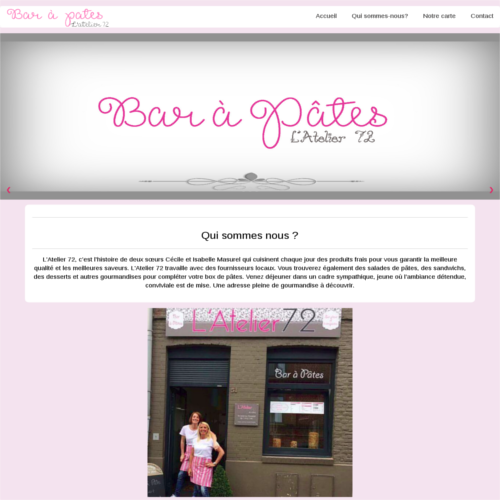 Bar à pates
L'atelier 72
Accueil
Qui sommes-nous?
Notre carte
Contact
Bar à Pâtes
L'Atelier 72
Qui sommes nous ?
L'Atelier 72, c'est l'histoire de deux sœurs Cécile et Isabelle Masurel qui cuisinent chaque jour des produits frais pour vous garantir la meilleure
qualité et les meilleures saveurs. L'Atelier 72 travaille avec des fournisseurs locaux. Vous trouverez également des salades de pâtes, des sandwichs,
des desserts et autres gourmandises pour compléter votre box de pâtes. Venez déjeuner dans un cadre sympathique, jeune où l'ambiance détendue,
conviviale est de mise. Une adresse pleine de gourmandise à découvrir.
L'Atelier 72
Bar à Pâtes